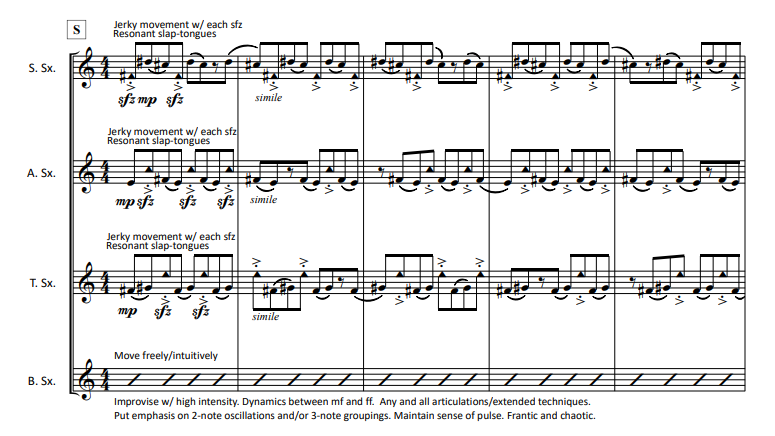 S
Jerky movement w/ each sfz
Resonant slap-tongues
S. Sx.
4
4
sfz mp sfz
simile
Jerky movement w/ each sfz
Resonant slap-tongues
A. Sx.
4
4
mp sfz sfz sfz
simile
Jerky movement w/ each sfz
Resonant slap-tongues
T. Sx.
4
4
mp sfz sfz
simile
Move freely/intuitively
B. Sx.
4
4
Improvise w/ high intensity. Dynamics between mf and ff. Any and all articulations/extended techniques.
Put emphasis on 2-note oscillations and/or 3-note groupings. Maintain sense of pulse. Frantic and chaotic.